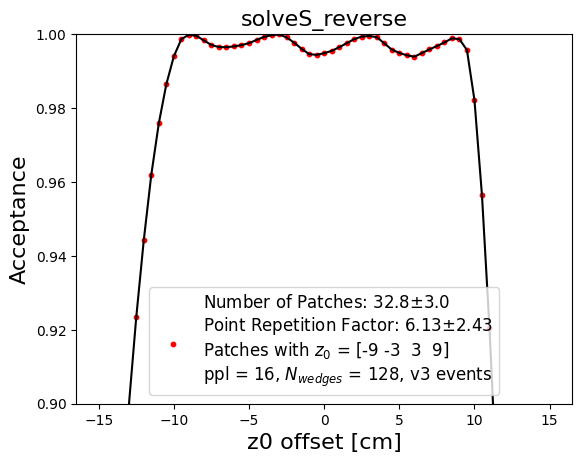 solveS_reverse
Acceptance
1.00
0.98
0.96
0.94
0.92
0.90
Number of Patches: 32.8±3.0
Point Repetition Factor: 6.13±2.43
Patches with z₀ = [-9 -3  3  9]
ppl = 16, N_wedges = 128, v3 events
−15 −10 −5 0 5 10 15
z0 offset [cm]